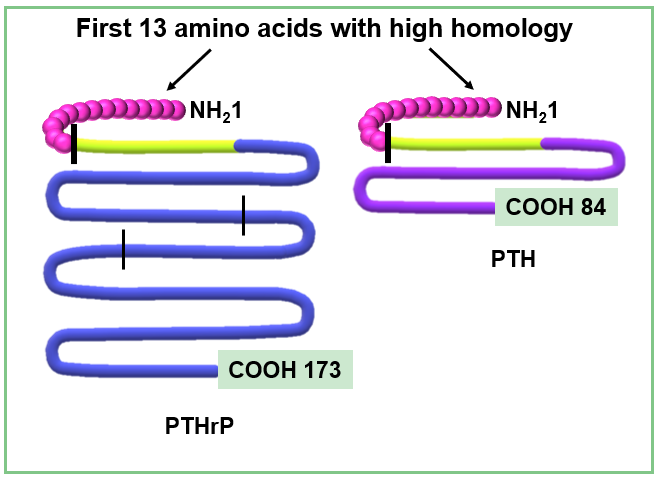 First 13 amino acids with high homology
NH₂1
NH₂1
COOH 84
PTH
COOH 173
PTHrP